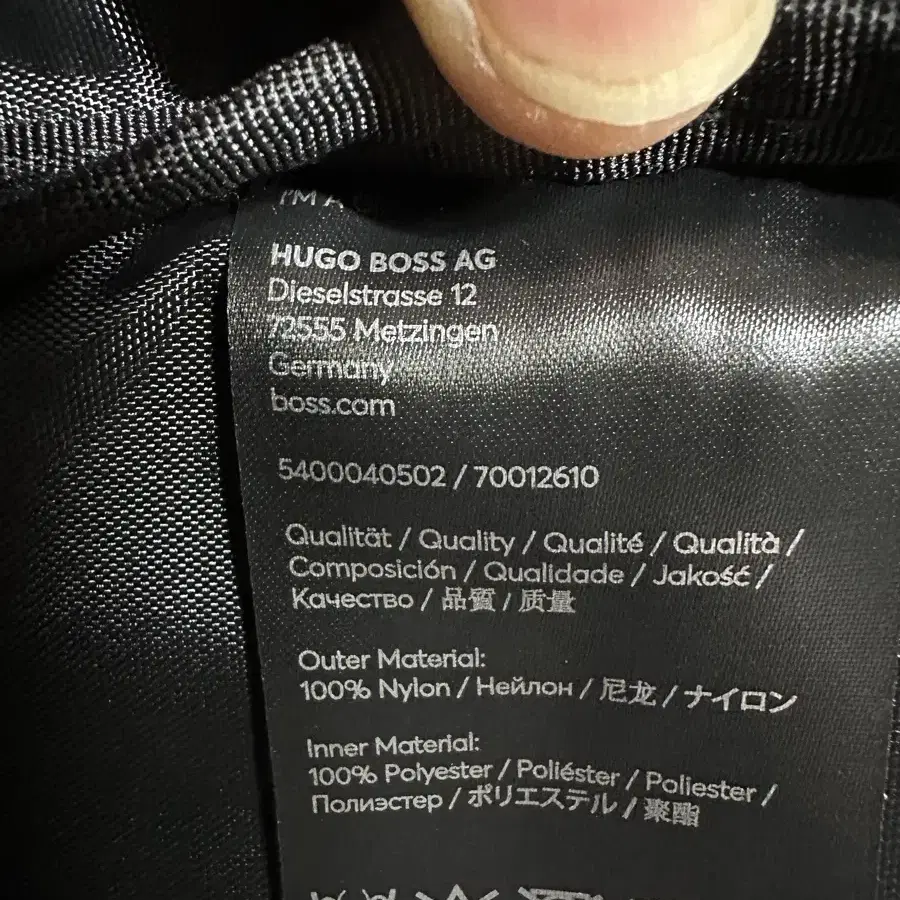 I'M A
HUGO BOSS AG
Dieselstrasse 12
72555 Metzingen
Germany
boss.com
5400040502 / 70012610
Qualität / Quality / Qualité / Qualità /
Composición / Qualidade / Jakość /
Качество / 品質 / 质量
Outer Material:
100% Nylon / Нейлон / 尼龙 / ナイロン
Inner Material:
100% Polyester / Poliéster / Poliester /
Полиэстер / ポリエステル / 聚酯